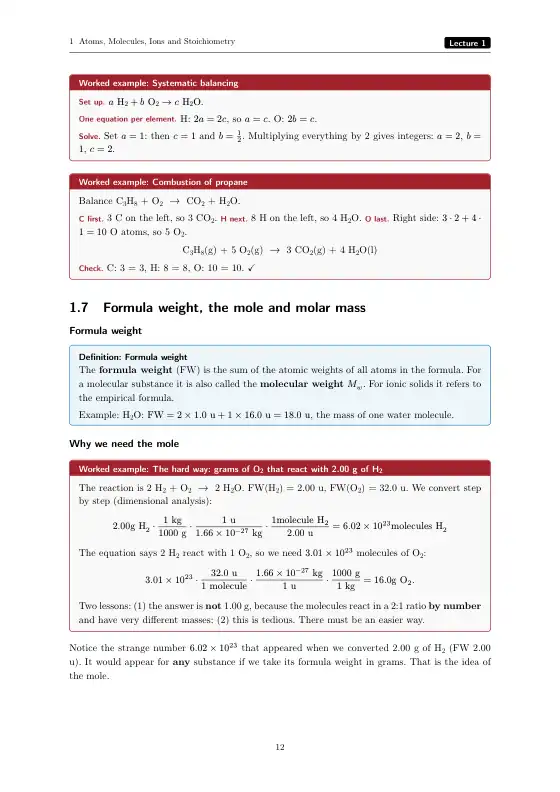 1 Atoms, Molecules, Ions and Stoichiometry
Lecture 1
Worked example: Systematic balancing
Set up. a H₂ + b O₂ → c H₂O.
One equation per element. H: 2a = 2c, so a = c. O: 2b = c.
Solve. Set a = 1: then c = 1 and b = 1/2. Multiplying everything by 2 gives integers: a = 2, b =
1, c = 2.
Worked example: Combustion of propane
Balance C₃H₈ + O₂ → CO₂ + H₂O.
C first. 3 C on the left, so 3 CO₂. H next. 8 H on the left, so 4 H₂O. O last. Right side: 3 · 2 + 4 ·
1 = 10 O atoms, so 5 O₂.
C₃H₈(g) + 5 O₂(g) → 3 CO₂(g) + 4 H₂O(l)
Check. C: 3 = 3, H: 8 = 8, O: 10 = 10. ✓
1.7 Formula weight, the mole and molar mass
Formula weight
Definition: Formula weight
The formula weight (FW) is the sum of the atomic weights of all atoms in the formula. For
a molecular substance it is also called the molecular weight M_w. For ionic solids it refers to
the empirical formula.
Example: H₂O: FW = 2 × 1.0 u + 1 × 16.0 u = 18.0 u, the mass of one water molecule.
Why we need the mole
Worked example: The hard way: grams of O₂ that react with 2.00 g of H₂
The reaction is 2 H₂ + O₂ → 2 H₂O. FW(H₂) = 2.00 u, FW(O₂) = 32.0 u. We convert step
by step (dimensional analysis):
2.00g H₂ · 1 kg/1000 g · 1 u/1.66 × 10⁻²⁷ kg · 1molecule H₂/2.00 u = 6.02 × 10²³molecules H₂
The equation says 2 H₂ react with 1 O₂, so we need 3.01 × 10²³ molecules of O₂:
3.01 × 10²³ · 32.0 u/1 molecule · 1.66 × 10⁻²⁷ kg/1 u · 1000 g/1 kg = 16.0g O₂.
Two lessons: (1) the answer is not 1.00 g, because the molecules react in a 2:1 ratio by number
and have very different masses; (2) this is tedious. There must be an easier way.
Notice the strange number 6.02 × 10²³ that appeared when we converted 2.00 g of H₂ (FW 2.00
u). It would appear for any substance if we take its formula weight in grams. That is the idea of
the mole.
12